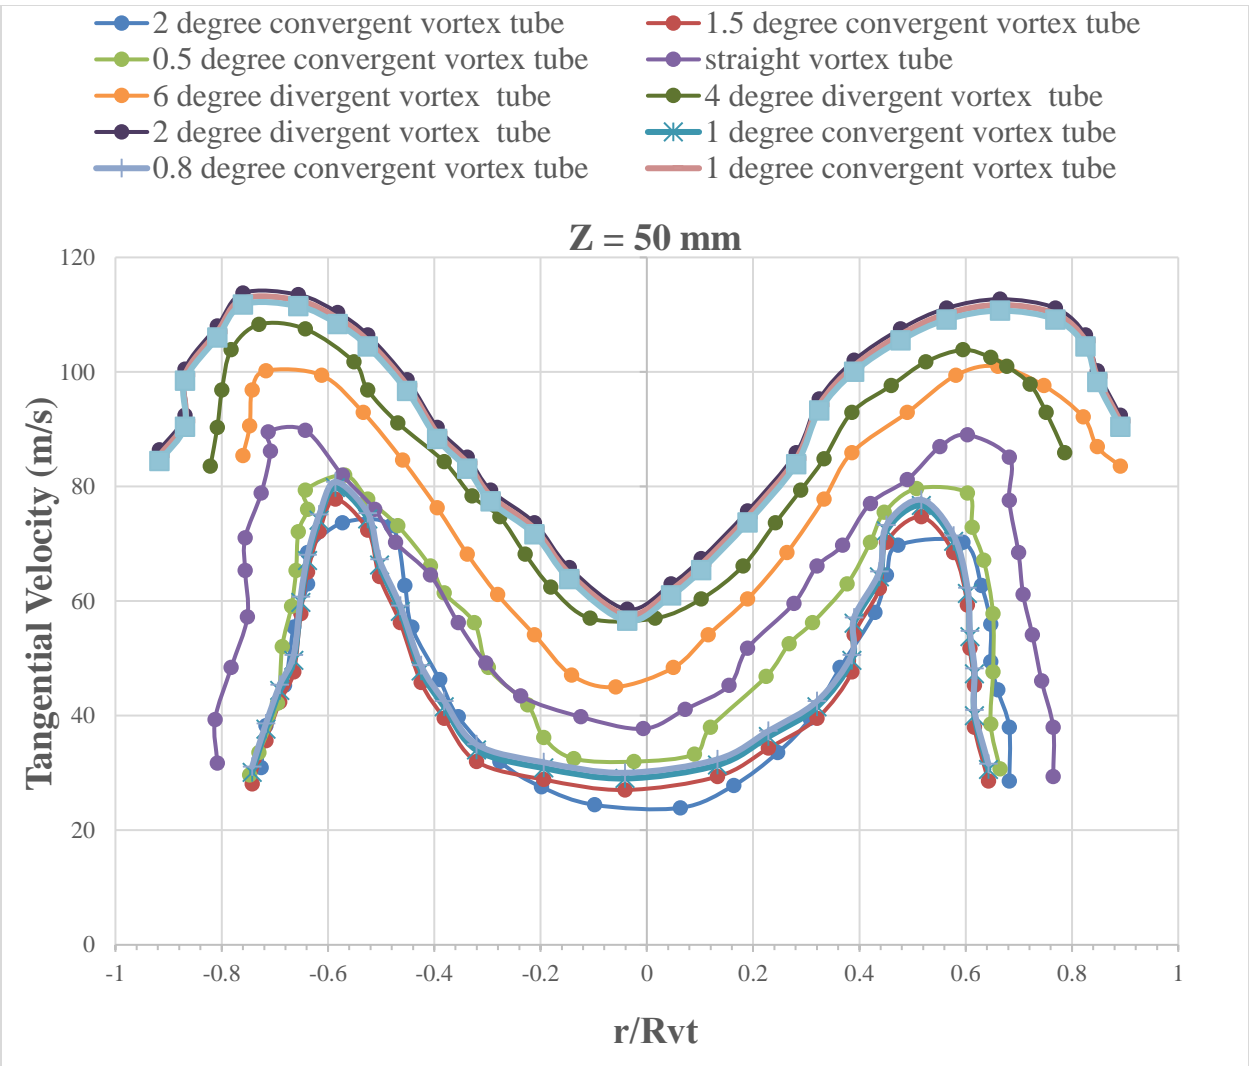 2 degree convergent vortex tube
1.5 degree convergent vortex tube
0.5 degree convergent vortex tube
straight vortex tube
6 degree divergent vortex  tube
4 degree divergent vortex  tube
2 degree divergent vortex  tube
1 degree convergent vortex tube
0.8 degree convergent vortex tube
1 degree convergent vortex tube
Z = 50 mm
120
100
80
60
40
20
0
Tangential Velocity (m/s)
-1 -0.8 -0.6 -0.4 -0.2 0 0.2 0.4 0.6 0.8 1
r/Rvt